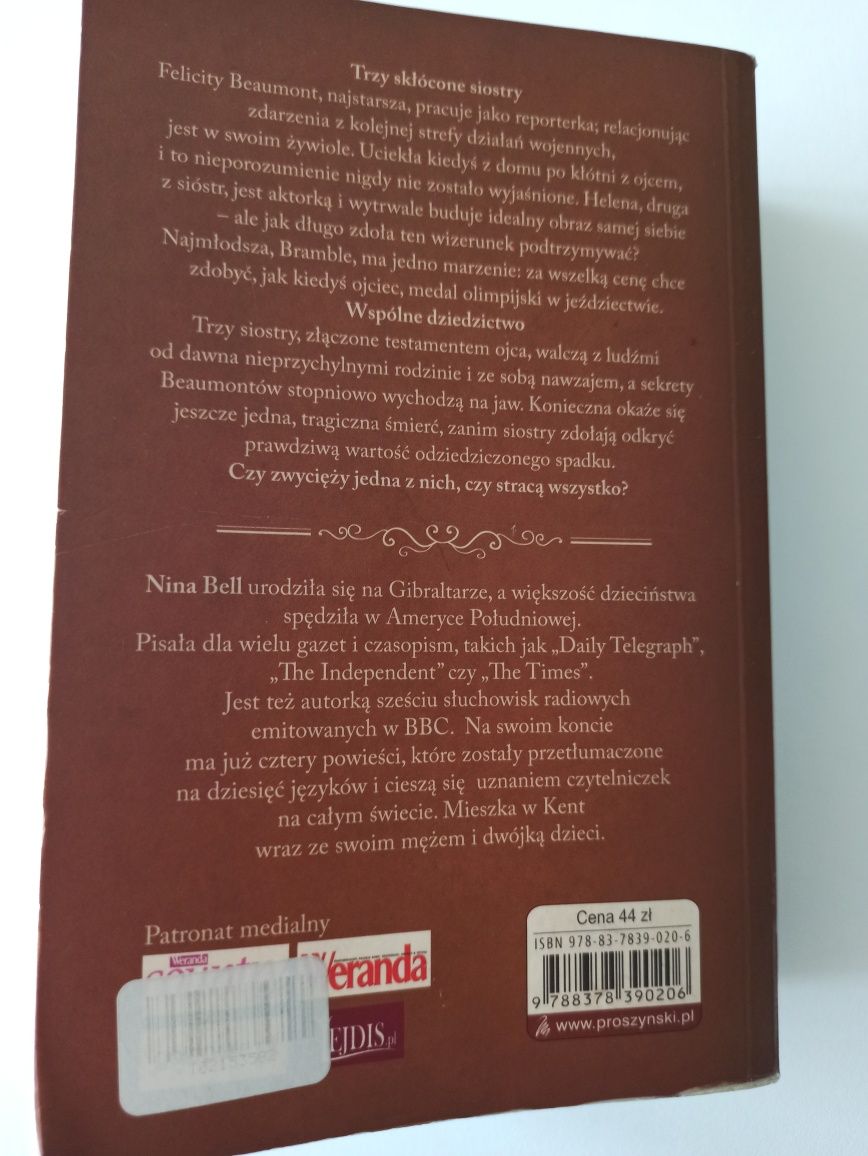 Trzy skłócone siostry
Felicity Beaumont, najstarsza, pracuje jako reporterka; relacjonując
zdarzenia z kolejnej strefy działań wojennych,
jest w swoim żywiole. Uciekła kiedyś z domu po kłótni z ojcem,
i to nieporozumienie nigdy nie zostało wyjaśnione. Helena, druga
z sióstr, jest aktorką i wytrwale buduje idealny obraz samej siebie
– ale jak długo zdoła ten wizerunek podtrzymywać?
Najmłodsza, Bramble, ma jedno marzenie: za wszelką cenę chce
zdobyć, jak kiedyś ojciec, medal olimpijski w jeździectwie.
Wspólne dziedzictwo
Trzy siostry, złączone testamentem ojca, walczą z ludźmi
od dawna nieprzychylnymi rodzinie i ze sobą nawzajem, a sekrety
Beaumontów stopniowo wychodzą na jaw. Konieczna okaże się
jeszcze jedna, tragiczna śmierć, zanim siostry zdołają odkryć
prawdziwą wartość odziedziczonego spadku.
Czy zwycięży jedna z nich, czy stracą wszystko?
Nina Bell urodziła się na Gibraltarze, a większość dzieciństwa
spędziła w Ameryce Południowej.
Pisała dla wielu gazet i czasopism, takich jak „Daily Telegraph”,
„The Independent” czy „The Times”.
Jest też autorką sześciu słuchowisk radiowych
emitowanych w BBC. Na swoim koncie
ma już cztery powieści, które zostały przetłumaczone
na dziesięć języków i cieszą się uznaniem czytelniczek
na całym świecie. Mieszka w Kent
wraz ze swoim mężem i dwójką dzieci.
Patronat medialny
Weranda
Weranda
EJDIS.pl
Cena 44 zł
ISBN 978-83-7839-020-6
9 788378 390206
www.proszynski.pl